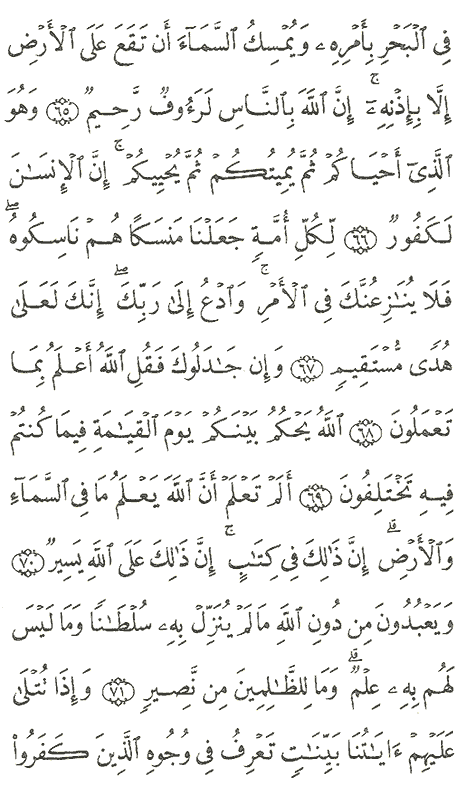 فِي ٱلۡبَحۡرِ بِأَمۡرِهِۦ وَيُمۡسِكُ ٱلسَّمَآءَ أَن تَقَعَ عَلَى ٱلۡأَرۡضِ
إِلَّا بِإِذۡنِهِۦٓۚ إِنَّ ٱللَّهَ بِٱلنَّاسِ لَرَءُوفٞ رَّحِيمٞ ٦٥ وَهُوَ
ٱلَّذِيٓ أَحۡيَاكُمۡ ثُمَّ يُمِيتُكُمۡ ثُمَّ يُحۡيِيكُمۡۚ إِنَّ ٱلۡإِنسَٰنَ
لَكَفُورٞ ٦٦ لِّكُلِّ أُمَّةٖ جَعَلۡنَا مَنسَكًا هُمۡ نَاسِكُوهُۖ
فَلَا يُنَٰزِعُنَّكَ فِي ٱلۡأَمۡرِۚ وَٱدۡعُ إِلَىٰ رَبِّكَۖ إِنَّكَ لَعَلَىٰ
هُدٗى مُّسۡتَقِيمٖ ٦٧ وَإِن جَٰدَلُوكَ فَقُلِ ٱللَّهُ أَعۡلَمُ بِمَا
تَعۡمَلُونَ ٦٨ ٱللَّهُ يَحۡكُمُ بَيۡنَكُمۡ يَوۡمَ ٱلۡقِيَٰمَةِ فِيمَا كُنتُمۡ
فِيهِ تَخۡتَلِفُونَ ٦٩ أَلَمۡ تَعۡلَمۡ أَنَّ ٱللَّهَ يَعۡلَمُ مَا فِي ٱلسَّمَآءِ
وَٱلۡأَرۡضِۚ إِنَّ ذَٰلِكَ فِي كِتَٰبٍۚ إِنَّ ذَٰلِكَ عَلَى ٱللَّهِ يَسِيرٞ ٧٠
وَيَعۡبُدُونَ مِن دُونِ ٱللَّهِ مَا لَمۡ يُنَزِّلۡ بِهِۦ سُلۡطَٰنٗا وَمَا لَيۡسَ
لَهُم بِهِۦ عِلۡمٞۗ وَمَا لِلظَّٰلِمِينَ مِن نَّصِيرٖ ٧١ وَإِذَا تُتۡلَىٰ
عَلَيۡهِمۡ ءَايَٰتُنَا بَيِّنَٰتٖ تَعۡرِفُ فِي وُجُوهِ ٱلَّذِينَ كَفَرُواْ